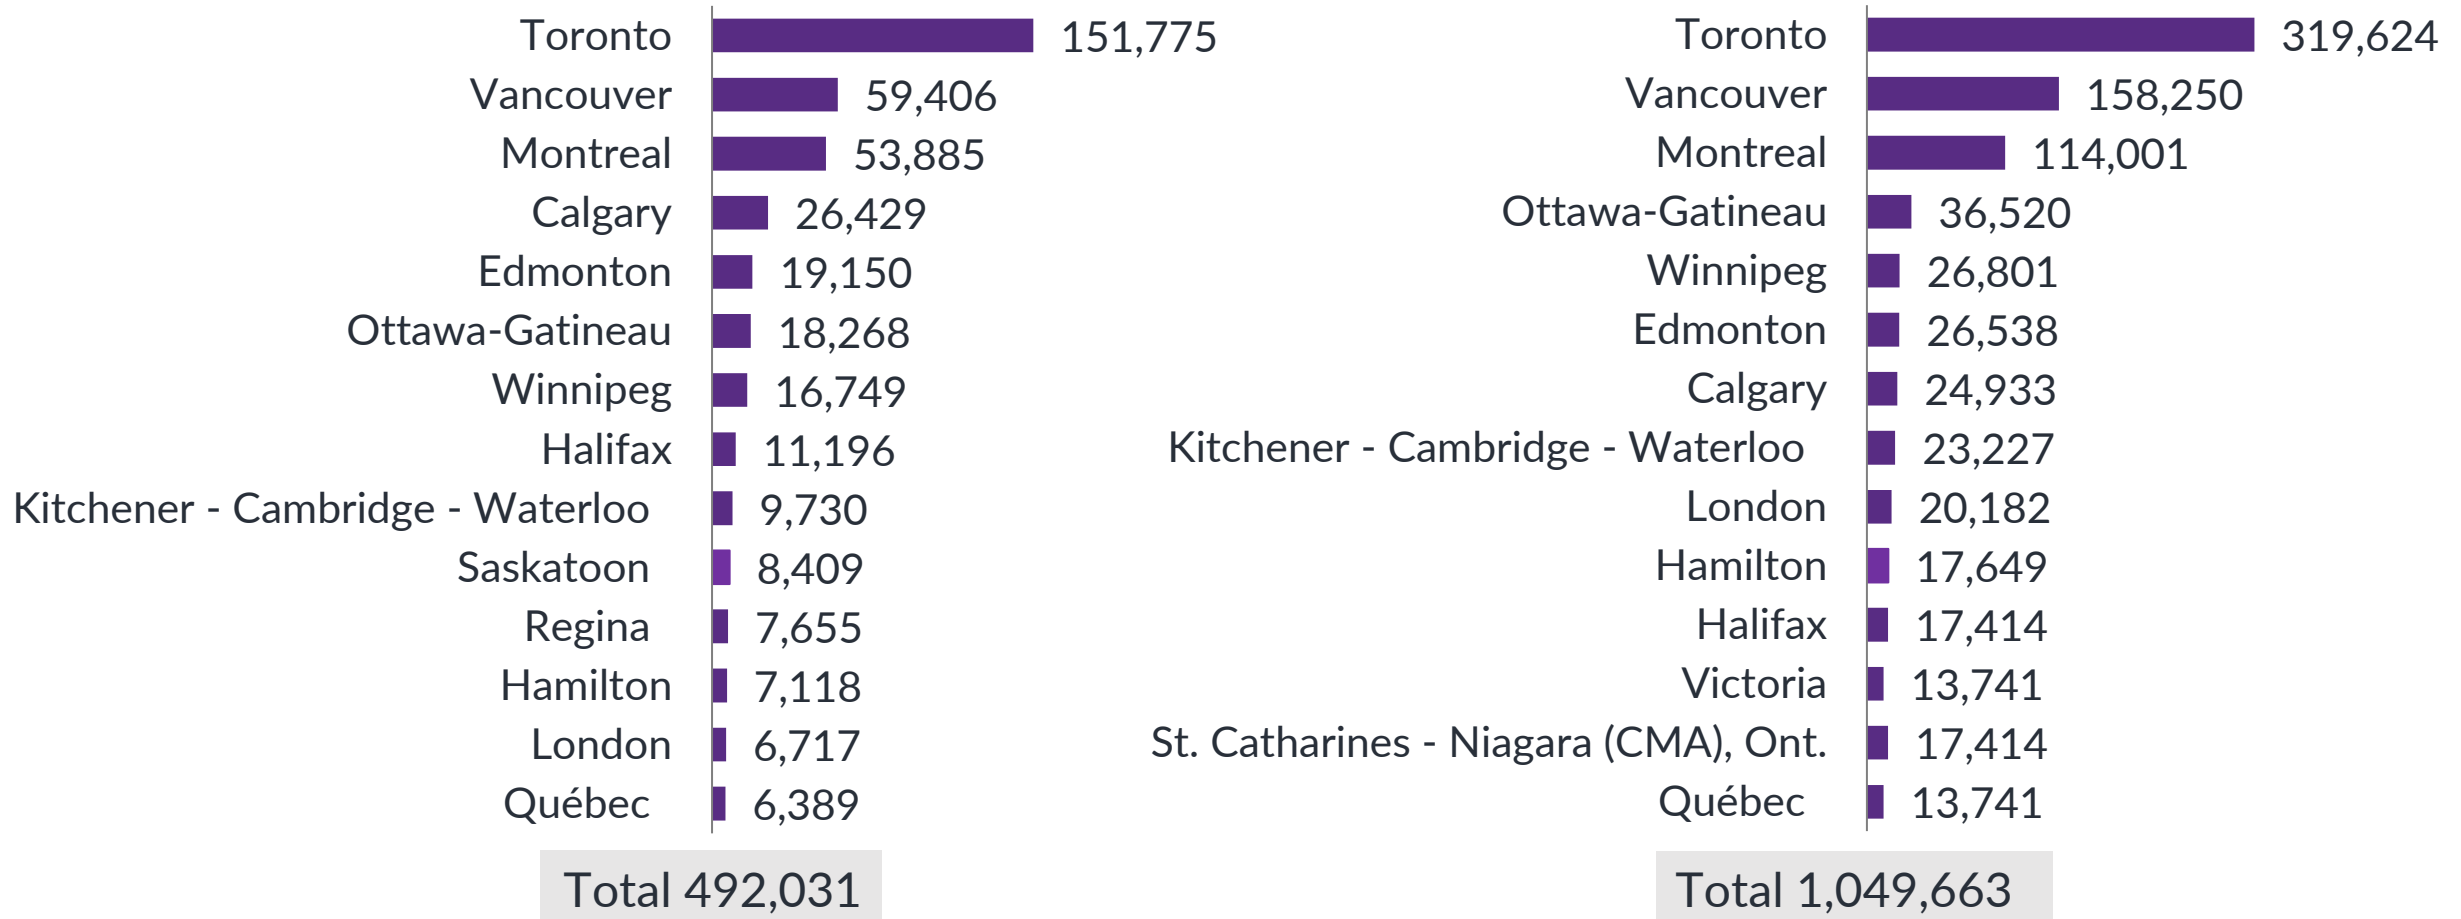 Toronto 151,775
Vancouver 59,406
Montreal 53,885
Calgary 26,429
Edmonton 19,150
Ottawa-Gatineau 18,268
Winnipeg 16,749
Halifax 11,196
Kitchener - Cambridge - Waterloo 9,730
Saskatoon 8,409
Regina 7,655
Hamilton 7,118
London 6,717
Québec 6,389
Total 492,031
Toronto 319,624
Vancouver 158,250
Montreal 114,001
Ottawa-Gatineau 36,520
Winnipeg 26,801
Edmonton 26,538
Calgary 24,933
Kitchener - Cambridge - Waterloo 23,227
London 20,182
Hamilton 17,649
Halifax 17,414
Victoria 13,741
St. Catharines - Niagara (CMA), Ont. 17,414
Québec 13,741
Total 1,049,663